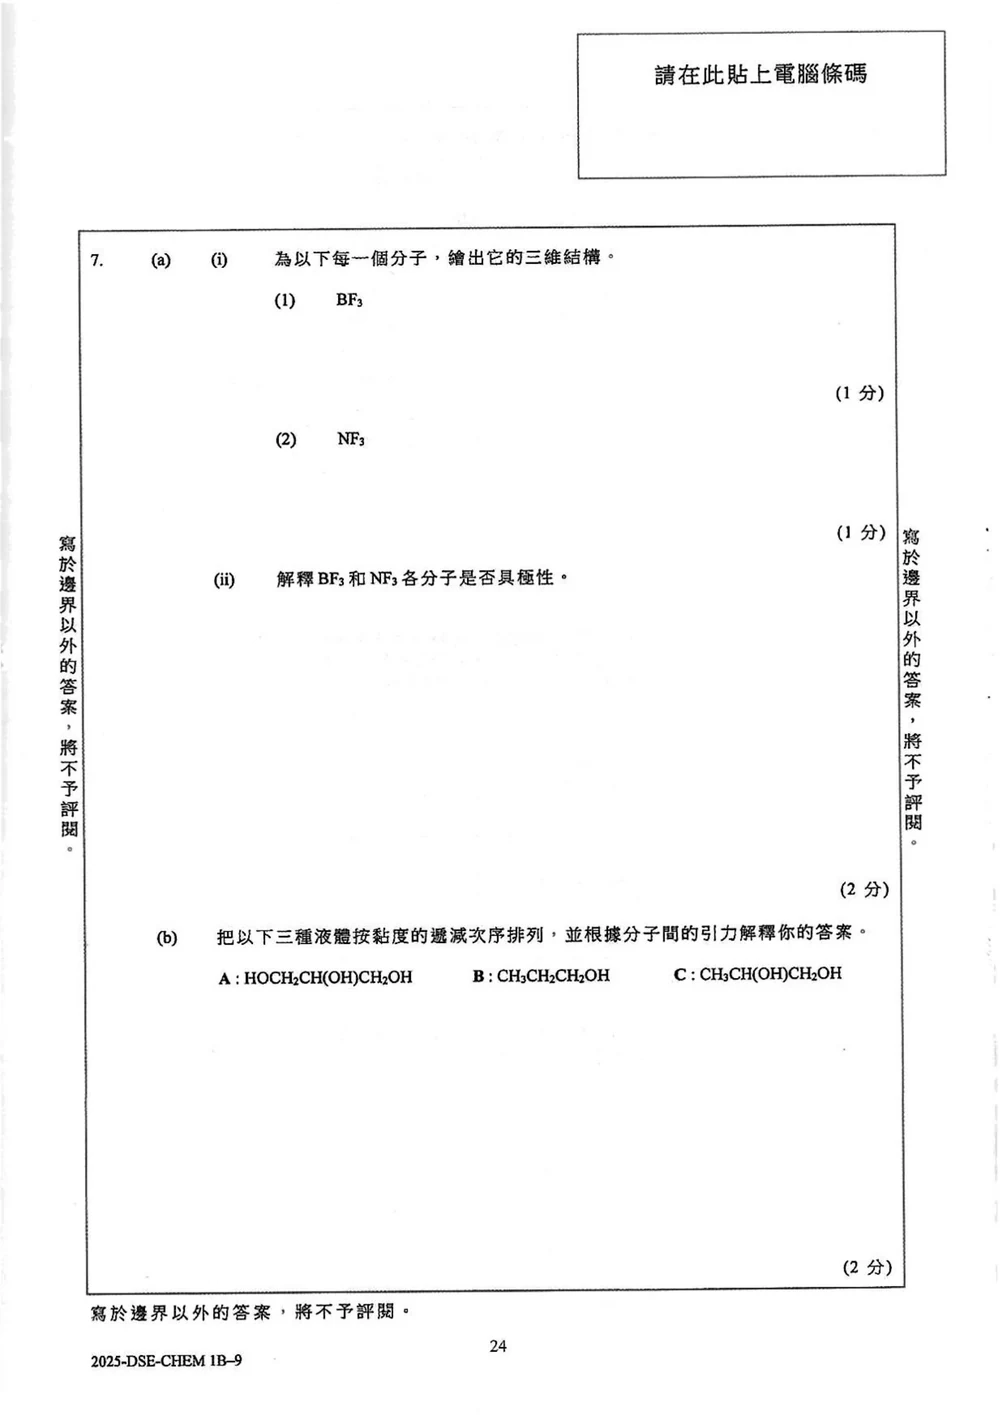 請在此貼上電腦條碼
7. (a) (i) 為以下每一個分子，繪出它的三維結構。
(1) BF₃
(1 分)
(2) NF₃
(1 分)
(ii) 解釋 BF₃ 和 NF₃ 各分子是否具極性。
(2 分)
(b) 把以下三種液體按黏度的遞減次序排列，並根據分子間的引力解釋你的答案。
A : HOCH₂CH(OH)CH₂OH B : CH₃CH₂CH₂OH C : CH₃CH(OH)CH₂OH
(2 分)
寫於邊界以外的答案，將不予評閱。
寫於邊界以外的答案，將不予評閱。
寫於邊界以外的答案，將不予評閱。
24
2025-DSE-CHEM 1B–9